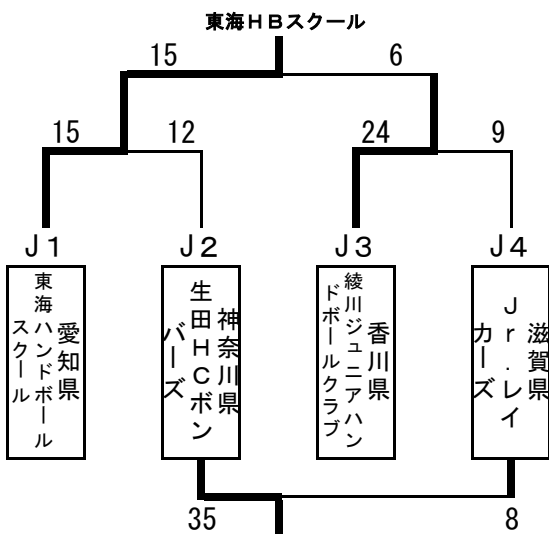 東海HBスクール
15 6
15 12 24 9
J1 J2 J3 J4
愛知県
東海ハンドボール
スクール
神奈川県
生田HCボン
バーズ
香川県
綾川ジュニアハン
ドボールクラブ
滋賀県
Jr.レイ
カーズ
35 8